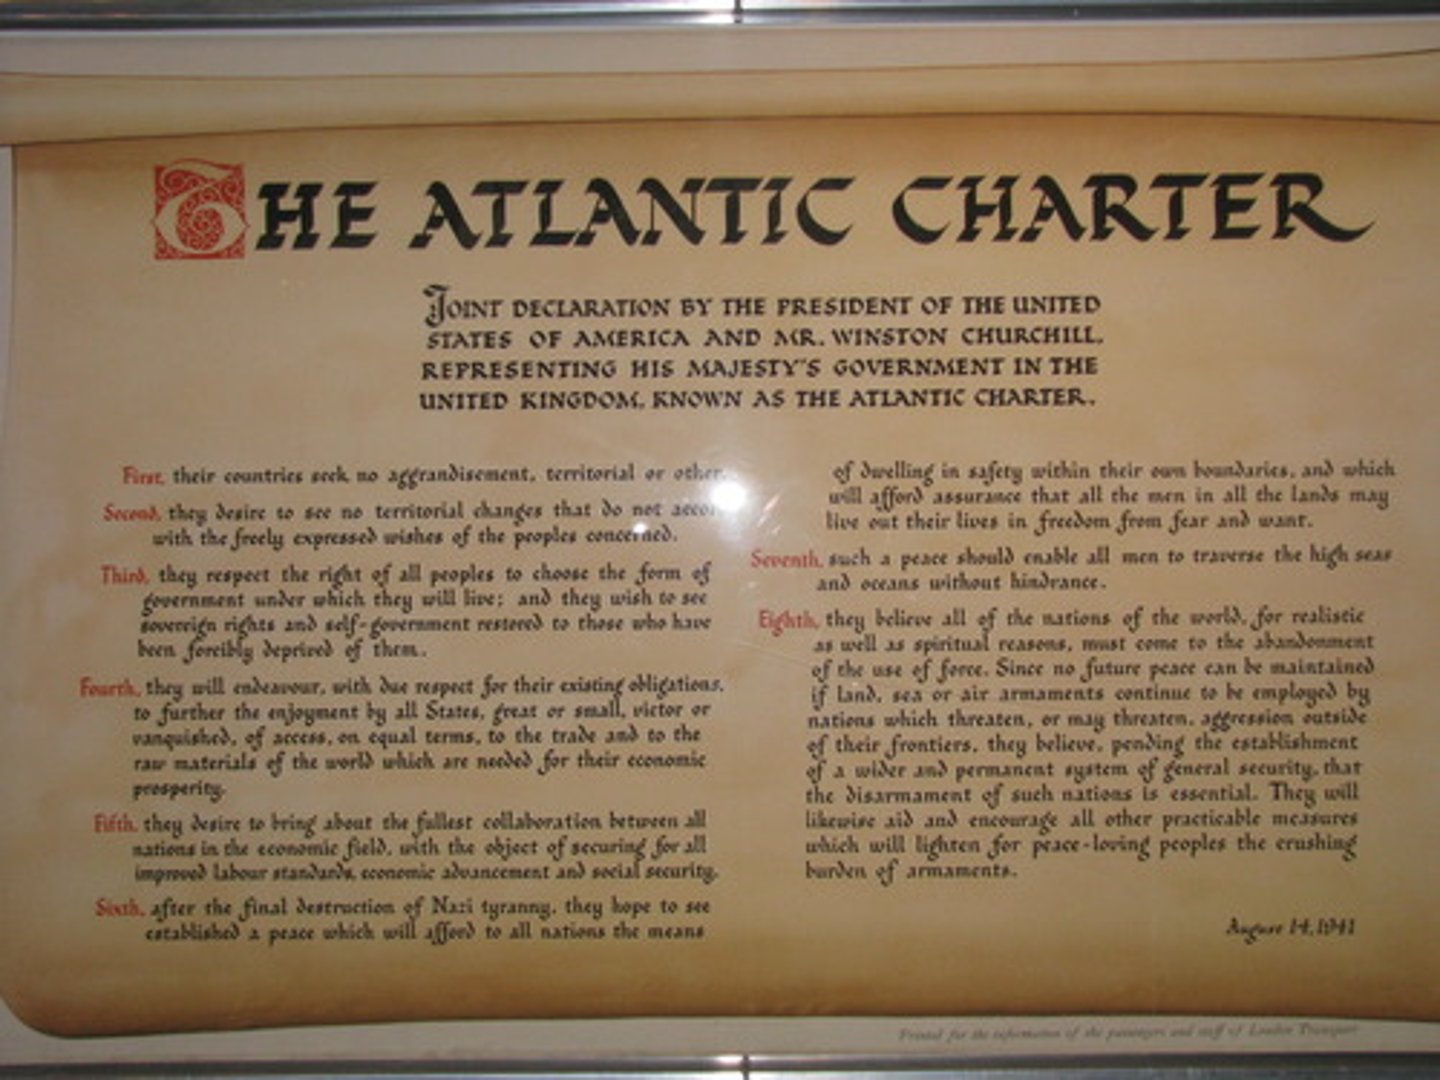 THE ATLANTIC CHARTER
JOINT DECLARATION BY THE PRESIDENT OF THE UNITED
STATES OF AMERICA AND MR. WINSTON CHURCHILL,
REPRESENTING HIS MAJESTY'S GOVERNMENT IN THE
UNITED KINGDOM, KNOWN AS THE ATLANTIC CHARTER.
First, their countries seek no aggrandisement, territorial or other.
Second, they desire to see no territorial changes that do not
with the freely expressed wishes of the peoples concerned.
Third, they respect the right of all peoples to choose the form of
government under which they will live; and they wish to see
sovereign rights and self-government restored to those who have
been forcibly deprived of them.
Fourth, they will endeavour, with due respect for their existing obligations,
to further the enjoyment by all States, great or small, victor or
vanquished, of access, on equal terms, to the trade and to the
raw materials of the world which are needed for their economic
prosperity.
Fifth, they desire to bring about the fullest collaboration between all
nations in the economic field, with the object of securing for all
improved labour standards, economic advancement and social security.
Sixth, after the final destruction of Nazi tyranny, they hope to see
established a peace which will afford to all nations the means
of dwelling in safety within their own boundaries, and which
will afford assurance that all the men in all the lands may
live out their lives in freedom from fear and want.
Seventh, such a peace should enable all men to traverse the high seas
and oceans without hindrance.
Eighth, they believe all of the nations of the world, for realistic
as well as spiritual reasons, must come to the abandonment
of the use of force. Since no future peace can be maintained
if land, sea or air armaments continue to be employed by
nations which threaten, or may threaten, aggression outside
of their frontiers, they believe, pending the establishment
of a wider and permanent system of general security, that
the disarmament of such nations is essential. They will
likewise aid and encourage all other practicable measures
which will lighten for peace-loving peoples the crushing
burden of armaments.
August 14, 1941
Printed for the information of the passengers and staff of London Transport